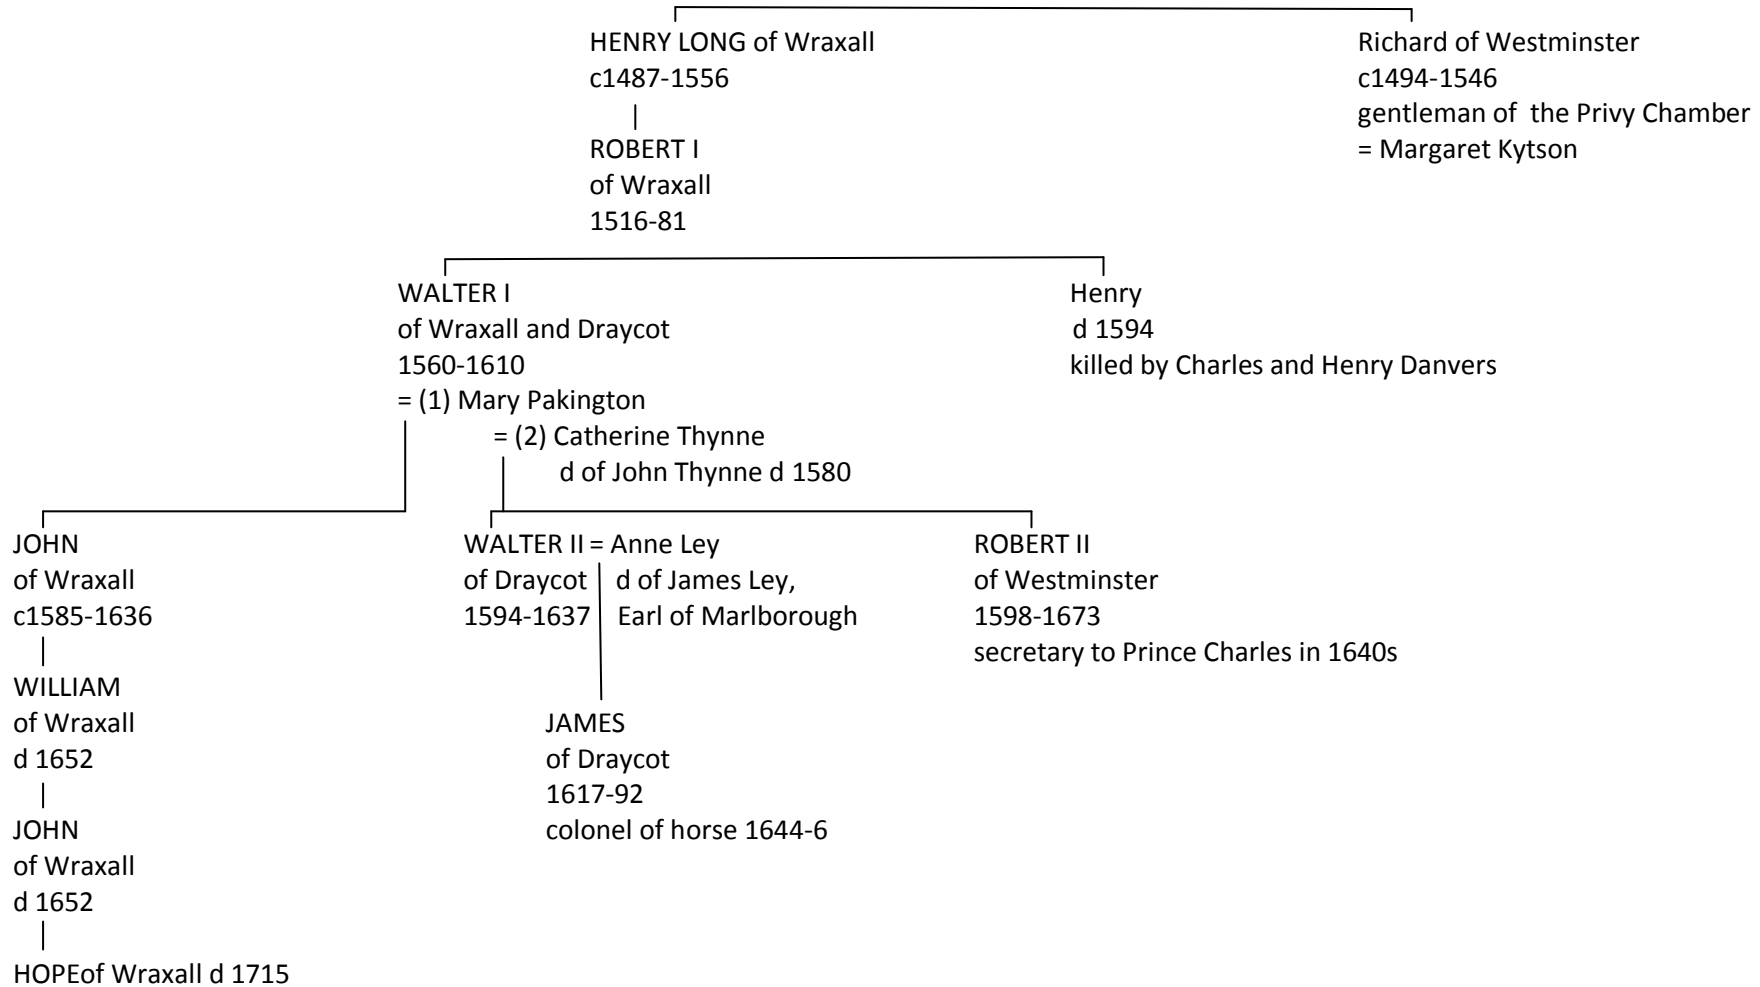 HENRY LONG of Wraxall
c1487-1556
Richard of Westminster
c1494-1546
gentleman of the Privy Chamber
= Margaret Kytson
ROBERT I
of Wraxall
1516-81
WALTER I
of Wraxall and Draycot
1560-1610
= (1) Mary Pakington
= (2) Catherine Thynne
d of John Thynne d 1580
Henry
d 1594
killed by Charles and Henry Danvers
JOHN
of Wraxall
c1585-1636
WALTER II = Anne Ley
of Draycot d of James Ley,
1594-1637 Earl of Marlborough
ROBERT II
of Westminster
1598-1673
secretary to Prince Charles in 1640s
WILLIAM
of Wraxall
d 1652
JAMES
of Draycot
1617-92
colonel of horse 1644-6
JOHN
of Wraxall
d 1652
HOPEof Wraxall d 1715